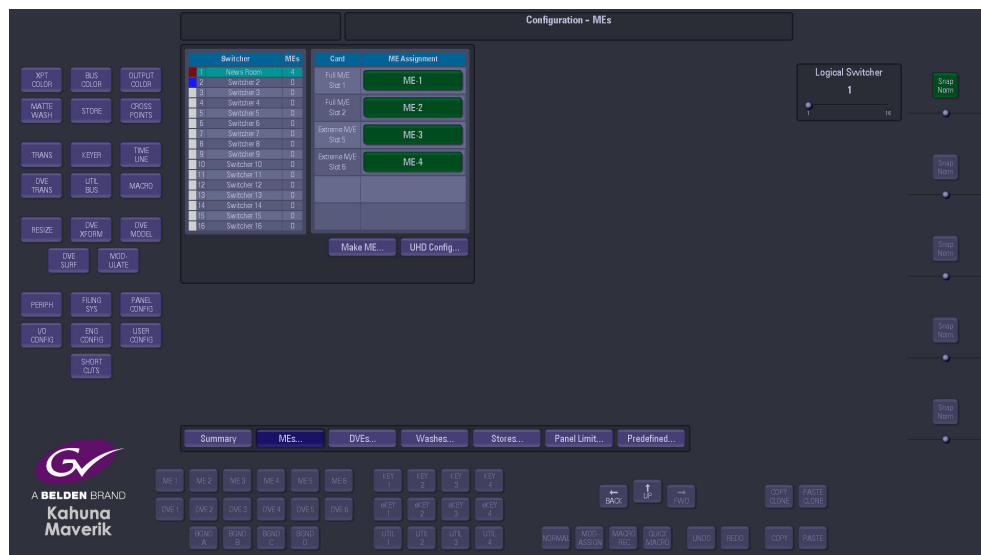 Configuration - MEs
Switcher MEs
1 News Room 4
2 Switcher 2 0
3 Switcher 3 0
4 Switcher 4 0
5 Switcher 5 0
6 Switcher 6 0
7 Switcher 7 0
8 Switcher 8 0
9 Switcher 9 0
10 Switcher 10 0
11 Switcher 11 0
12 Switcher 12 0
13 Switcher 13 0
14 Switcher 14 0
15 Switcher 15 0
16 Switcher 16 0
Card ME Assignment
Full M/E
Slot 1
ME-1
Full M/E
Slot 2
ME-2
Extreme M/E
Slot 5
ME-3
Extreme M/E
Slot 6
ME-4
Make ME... UHD Config...
Logical Switcher
1
1 16
Snap
Norm
Snap
Norm
Snap
Norm
Snap
Norm
Snap
Norm
XPT
COLOR
BUS
COLOR
OUTPUT
COLOR
MATTE
WASH
STORE
CROSS
POINTS
TRANS
KEYER
TIME
LINE
DVE
TRANS
UTIL
BUS
MACRO
RESIZE
DVE
XFORM
DVE
MODEL
DVE
SURF
MOD-
ULATE
PERIPH
FILING
SYS
PANEL
CONFIG
I/O
CONFIG
ENG
CONFIG
USER
CONFIG
SHORT
CUTS
Summary MEs... DVEs... Washes... Stores... Panel Limit... Predefined...
GV
A BELDEN BRAND
Kahuna
Maverik
ME 1 ME 2 ME 3 ME 4 ME 5 ME 6
DVE 1 DVE 2 DVE 3 DVE 4 DVE 5 DVE 6
BGND
A
BGND
B
BGND
C
BGND
D
KEY
1
KEY
2
KEY
3
KEY
4
eKEY
1
eKEY
2
eKEY
3
eKEY
4
UTIL
1
UTIL
2
UTIL
3
UTIL
4
BACK
UP
FWD
COPY
CLONE
PASTE
CLONE
NORMAL
MOD-
ASSIGN
MACRO
REC
QUICK
MACRO
UNDO REDO COPY PASTE